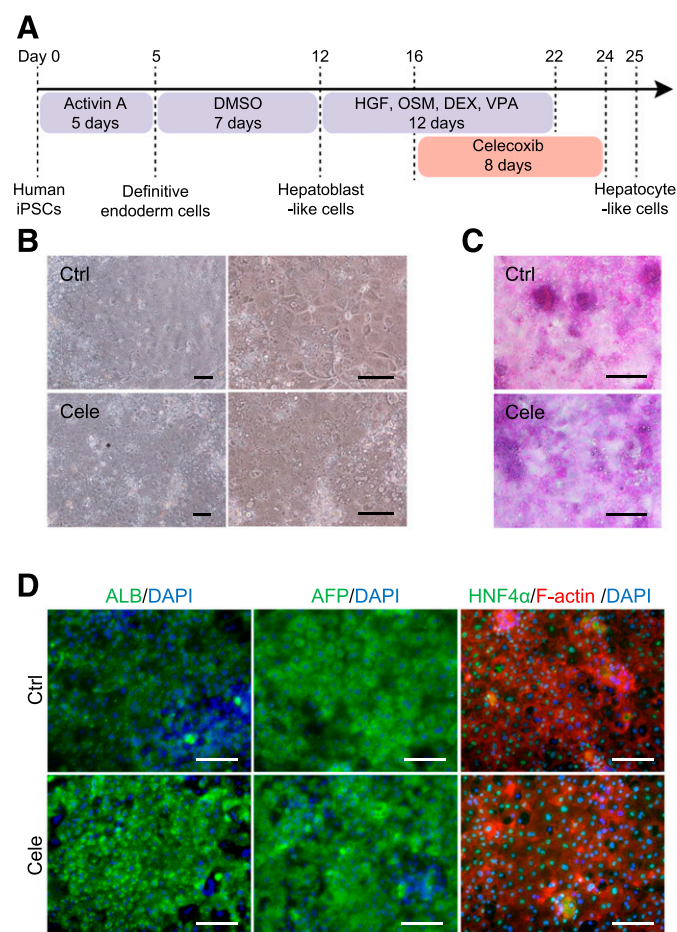 A
Day 0 5 12 16 22 24 25
Activin A
5 days
DMSO
7 days
HGF, OSM, DEX, VPA
12 days
Celecoxib
8 days
Human
iPSCs
Definitive
endoderm cells
Hepatoblast
-like cells
Hepatocyte
-like cells
B
Ctrl
Cele
C
Ctrl
Cele
D
ALB/DAPI
AFP/DAPI
HNF4α/F-actin /DAPI
Ctrl
Cele